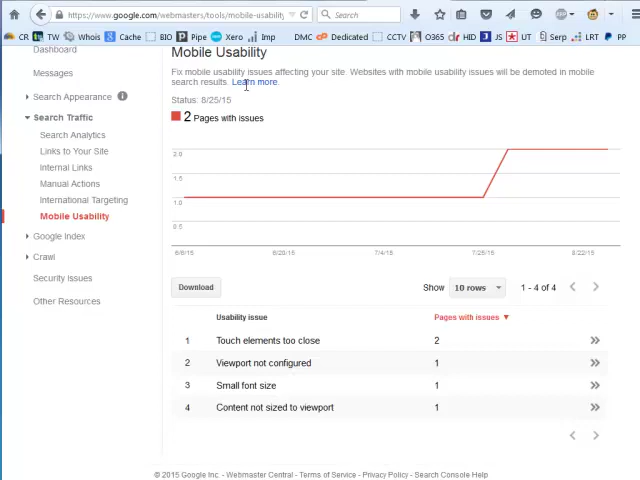 https://www.google.com/webmasters/tools/mobile-usability
Search
CR TW Whois Cache BIO Pipe Xero Imp DMC Dedicated CCTV O365 HID JS UT Serp LRT PP
Dashboard
Messages
Search Appearance
Search Traffic
Search Analytics
Links to Your Site
Internal Links
Manual Actions
International Targeting
Mobile Usability
Google Index
Crawl
Security Issues
Other Resources
Mobile Usability
Fix mobile usability issues affecting your site. Websites with mobile usability issues will be demoted in mobile
search results. Learn more.
Status: 8/25/15
2 Pages with issues
2.0
1.5
1.0
0.5
6/6/15 6/20/15 7/4/15 7/25/15 8/22/15
Download Show 10 rows 1 - 4 of 4
Usability issue Pages with issues ▼
1 Touch elements too close 2
2 Viewport not configured 1
3 Small font size 1
4 Content not sized to viewport 1
© 2015 Google Inc. - Webmaster Central - Terms of Service - Privacy Policy - Search Console Help